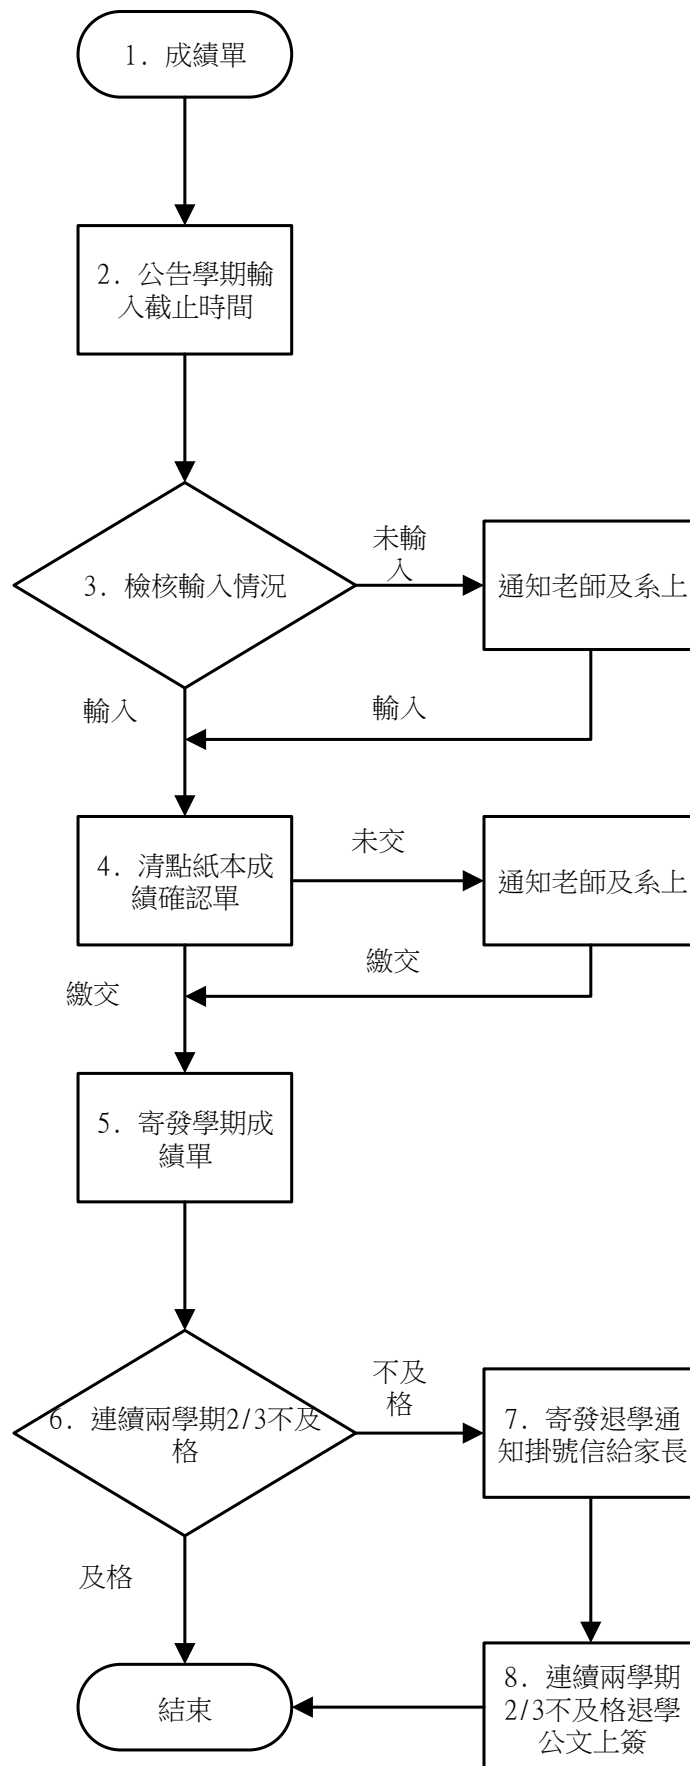 1. 成績單
2. 公告學期輸
入截止時間
3. 檢核輸入情況
未輸
入
通知老師及系上
輸入
輸入
4. 清點紙本成
績確認單
未交
通知老師及系上
繳交
繳交
5. 寄發學期成
績單
6. 連續兩學期2/3不及
格
不及
格
7. 寄發退學通
知掛號信給家長
及格
8. 連續兩學期
2/3不及格退學
公文上簽
結束